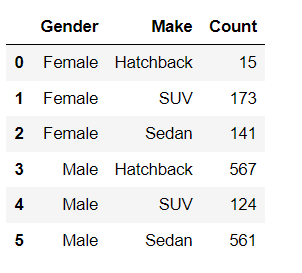 Gender Make Count
0 Female Hatchback 15
1 Female SUV 173
2 Female Sedan 141
3 Male Hatchback 567
4 Male SUV 124
5 Male Sedan 561